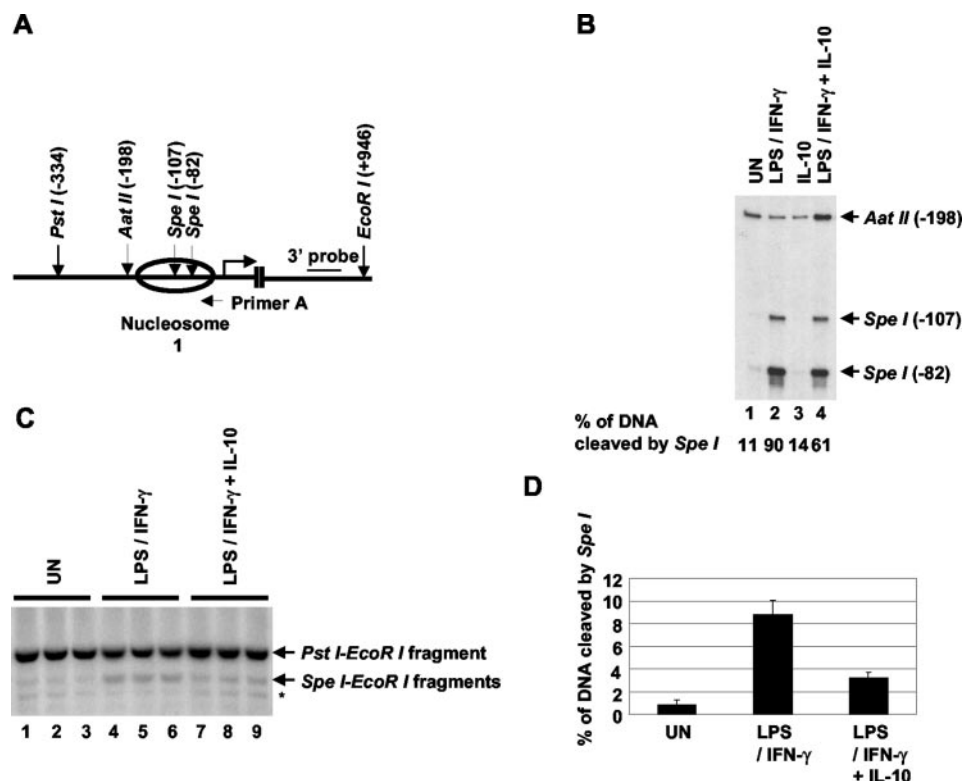 A
Pst I (-334)
Aat II (-198)
Spe I (-107)
Spe I (-82)
EcoR I (+946)
3' probe
Primer A
Nucleosome
1
B
UN
LPS / IFN-γ
IL-10
LPS / IFN-γ + IL-10
Aat II (-198)
Spe I (-107)
Spe I (-82)
1 2 3 4
% of DNA
cleaved by Spe I 11 90 14 61
C
UN
LPS / IFN-γ
LPS / IFN-γ + IL-10
Pst I-EcoR I fragment
Spe I-EcoR I fragments
*
1 2 3 4 5 6 7 8 9
D
% of DNA cleaved by Spe I
12
10
8
6
4
2
0
UN
LPS
/ IFN-γ
LPS
/ IFN-γ
+ IL-10